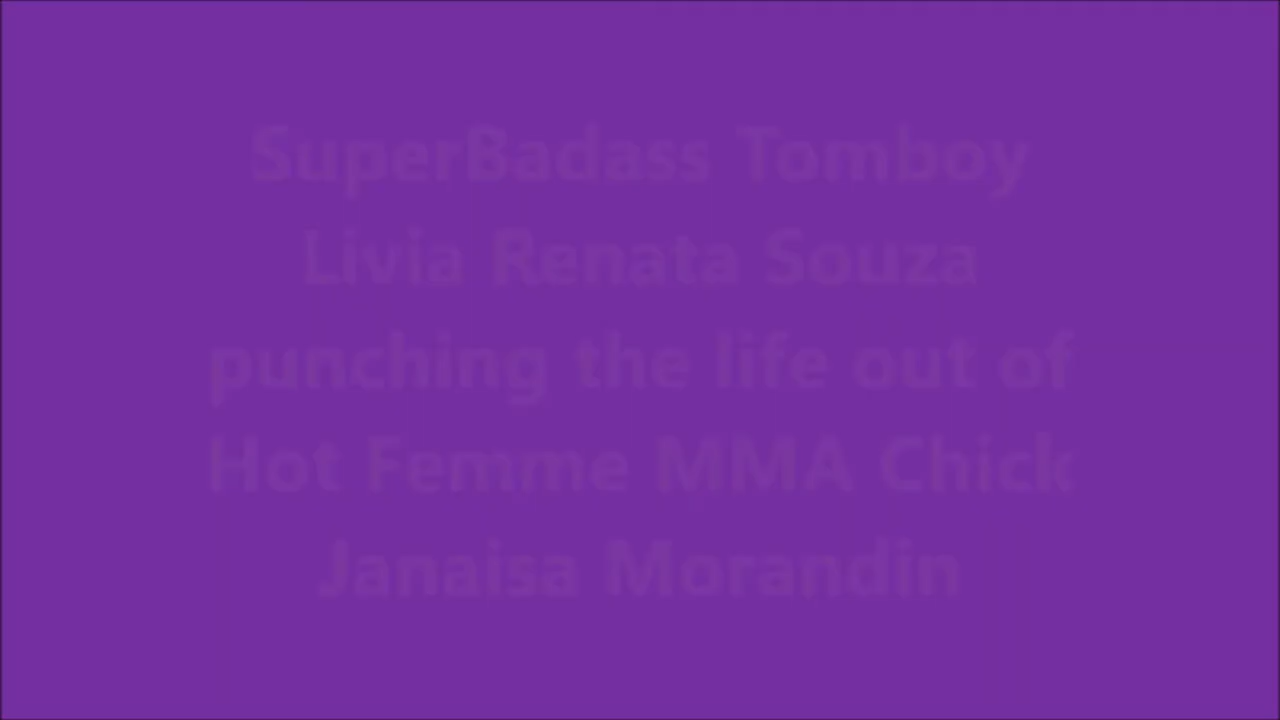 SuperBadass Tomboy
Livia Renata Souza
punching the life out of
Hot Femme MMA Chick
Janaisa Morandin